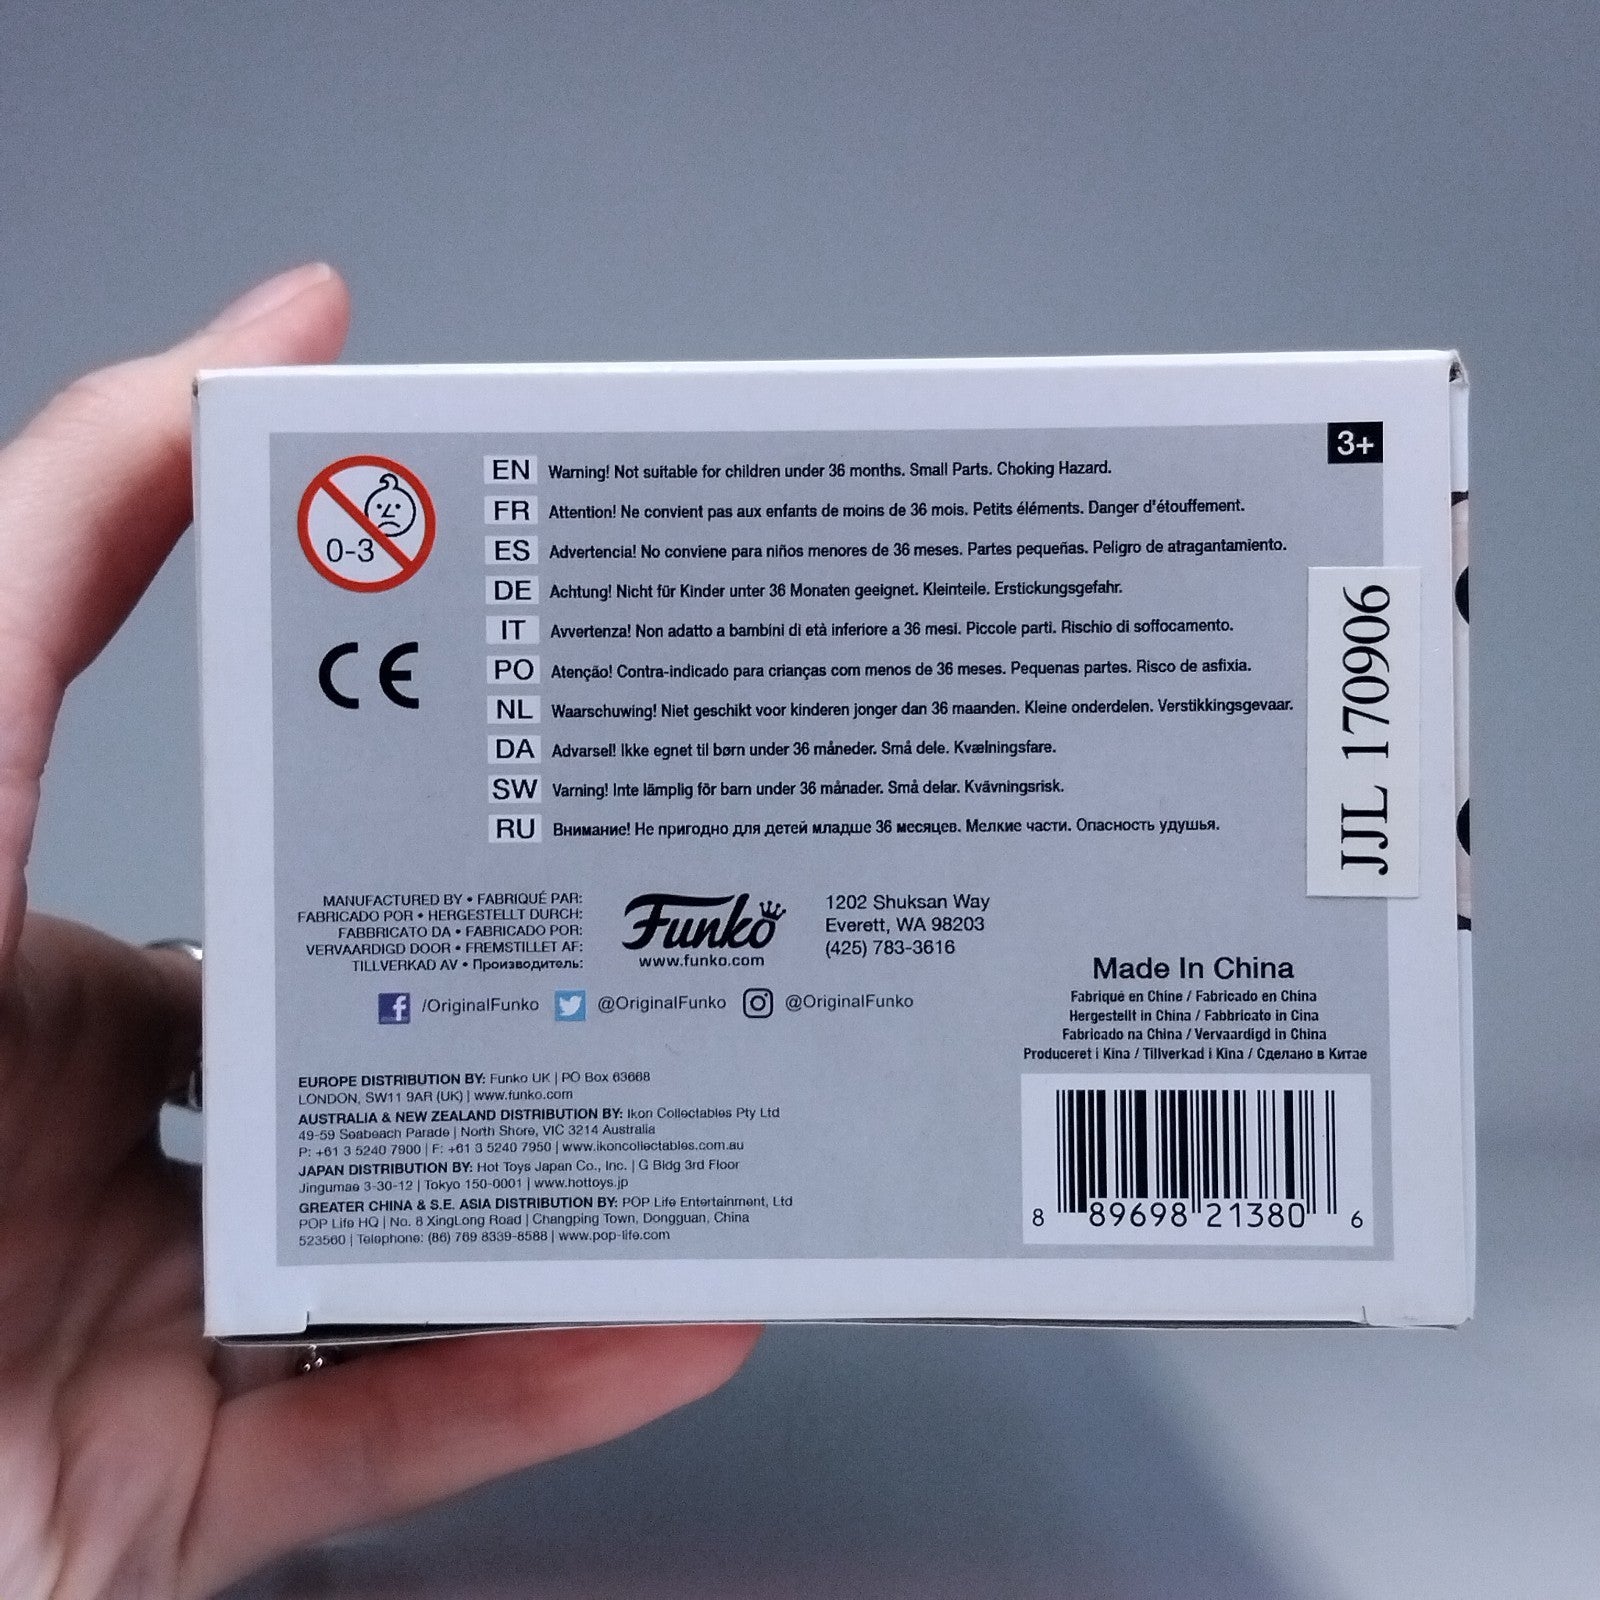 3+
0-3
EN Warning! Not suitable for children under 36 months. Small Parts. Choking Hazard.
FR Attention! Ne convient pas aux enfants de moins de 36 mois. Petits éléments. Danger d'étouffement.
ES Advertencia! No conviene para niños menores de 36 meses. Partes pequeñas. Peligro de atragantamiento.
DE Achtung! Nicht für Kinder unter 36 Monaten geeignet. Kleinteile. Erstickungsgefahr.
IT Avvertenza! Non adatto a bambini di età inferiore a 36 mesi. Piccole parti. Rischio di soffocamento.
PO Atenção! Contra-indicado para crianças com menos de 36 meses. Pequenas partes. Risco de asfixia.
NL Waarschuwing! Niet geschikt voor kinderen jonger dan 36 maanden. Kleine onderdelen. Verstikkingsgevaar.
DA Advarsel! Ikke egnet til børn under 36 måneder. Små dele. Kvælningsfare.
SW Varning! Inte lämplig för barn under 36 månader. Små delar. Kvävningsrisk.
RU Внимание! Не пригодно для детей младше 36 месяцев. Мелкие части. Опасность удушья.
CE
JJL 170906
MANUFACTURED BY • FABRIQUÉ PAR:
FABRICADO POR • HERGESTELLT DURCH:
FABBRICATO DA • FABRICADO POR:
VERVAARDIGD DOOR • FREMSTILLET AF:
TILLVERKAD AV • Производитель:
Funko
www.funko.com
1202 Shuksan Way
Everett, WA 98203
(425) 783-3616
/OriginalFunko @OriginalFunko @OriginalFunko
Made In China
Fabriqué en Chine / Fabricado en China
Hergestellt in China / Fabbricato in Cina
Fabricado na China / Vervaardigd in China
Produceret i Kina / Tillverkad i Kina / Сделано в Китае
EUROPE DISTRIBUTION BY: Funko UK | PO Box 63668
LONDON, SW11 9AR (UK) | www.funko.com
AUSTRALIA & NEW ZEALAND DISTRIBUTION BY: Ikon Collectables Pty Ltd
49-59 Seabeach Parade | North Shore, VIC 3214 Australia
P: +61 3 5240 7900 | F: +61 3 5240 7950 | www.ikoncollectables.com.au
JAPAN DISTRIBUTION BY: Hot Toys Japan Co., Inc. | G Bldg 3rd Floor
Jingumae 3-30-12 | Tokyo 150-0001 | www.hottoys.jp
GREATER CHINA & S.E. ASIA DISTRIBUTION BY: POP Life Entertainment, Ltd
POP Life HQ | No. 8 XingLong Road | Changping Town, Dongguan, China
523560 | Telephone: (86) 769 8339-8588 | www.pop-life.com
8 89698 21380 6